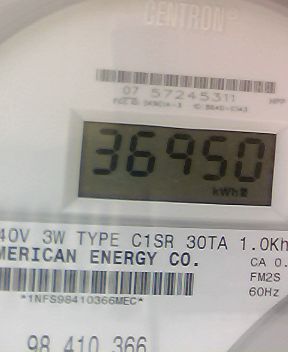 CENTRON®
07 57245311
36950
kWh
40V 3W TYPE C1SR 30TA 1.0Kh
MERICAN ENERGY CO.
CA 0.
FM2S
60Hz
*1NFS98410366MEC*
98 410 366